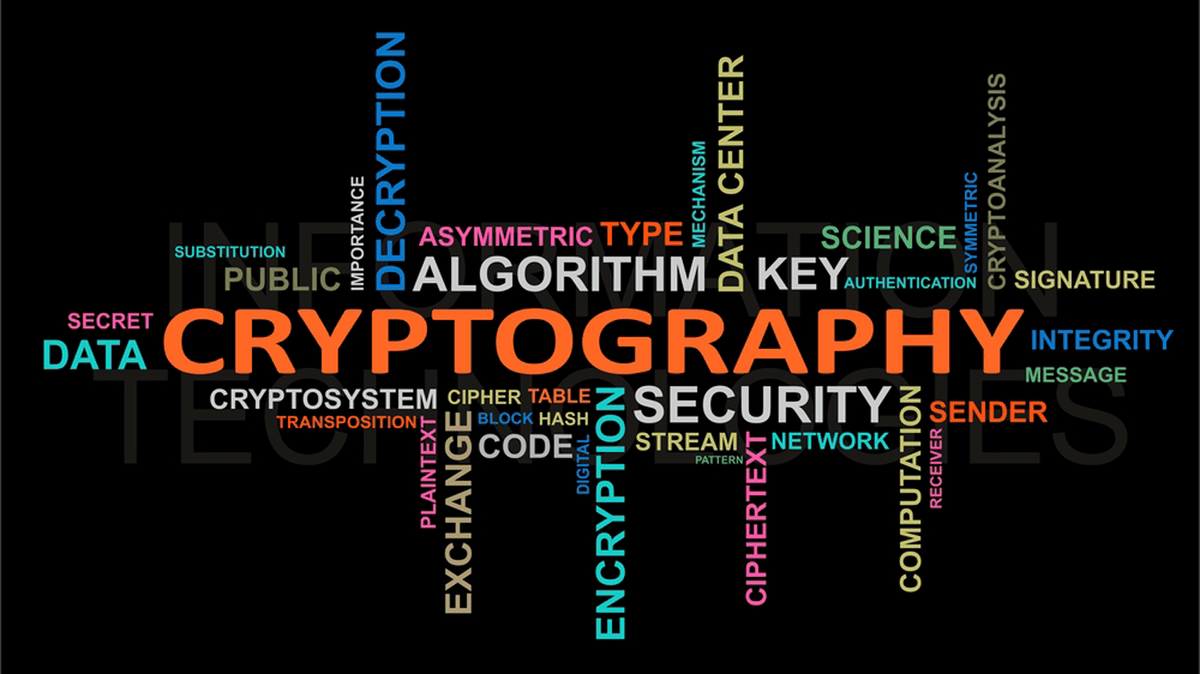 DECRYPTION
DATA CENTER
CRYPTOANALYSIS
MECHANISM
SYMMETRIC
IMPORTANCE
SUBSTITUTION
ASYMMETRIC
TYPE
SCIENCE
PUBLIC
ALGORITHM
KEY
AUTHENTICATION
SIGNATURE
INFORMATION
SECRET
DATA
CRYPTOGRAPHY
INTEGRITY
MESSAGE
TECHNOLOGIES
CRYPTOSYSTEM
CIPHER
TABLE
SECURITY
SENDER
TRANSPOSITION
BLOCK
HASH
CODE
STREAM
NETWORK
PATTERN
PLAINTEXT
EXCHANGE
DIGITAL
ENCRYPTION
CIPHERTEXT
COMPUTATION
RECEIVER